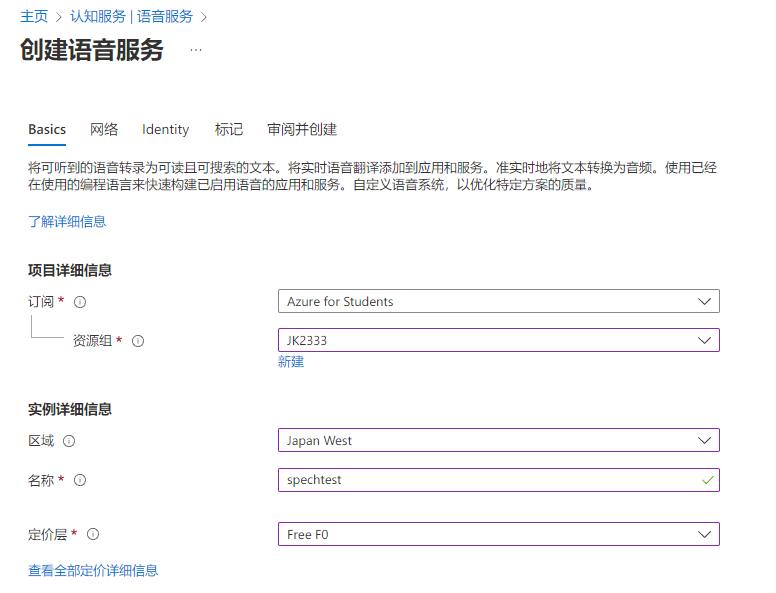 主页 > 认知服务 | 语音服务 >
创建语音服务 ...
Basics 网络 Identity 标记 审阅并创建
将可听到的语音转录为可读且可搜索的文本。将实时语音翻译添加到应用和服务。准实时地将文本转换为音频。使用已经
在使用的编程语言来快速构建已启用语音的应用和服务。自定义语音系统，以优化特定方案的质量。
了解详细信息
项目详细信息
订阅 * Azure for Students
资源组 * JK2333
新建
实例详细信息
区域 Japan West
名称 * spechtest
定价层 * Free F0
查看全部定价详细信息